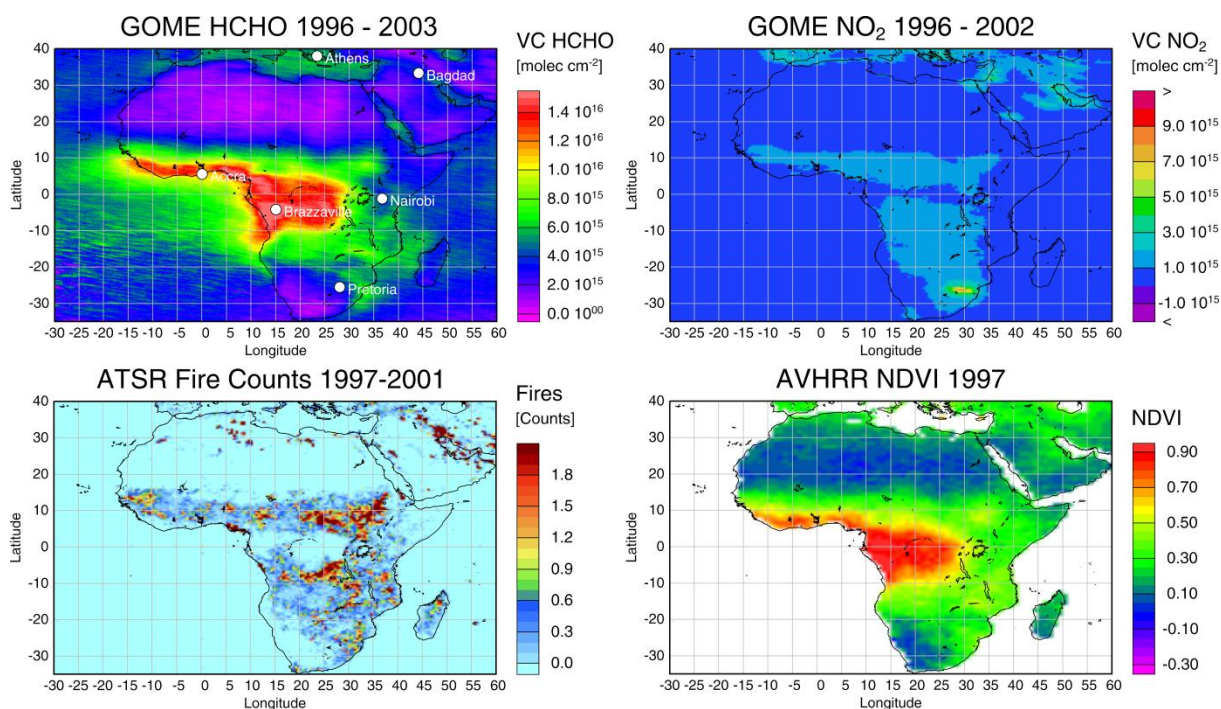 GOME HCHO 1996 - 2003
VC HCHO
[molec cm-2]
40
30
20
10
0
-10
-20
-30
Latitude
Athens
Bagdad
Accra
Brazzaville
Nairobi
Pretoria
1.4 10¹⁶
1.2 10¹⁶
1.0 10¹⁶
8.0 10¹⁵
6.0 10¹⁵
4.0 10¹⁵
2.0 10¹⁵
0.0 10⁰⁰
-30 -25 -20 -15 -10 -5 0 5 10 15 20 25 30 35 40 45 50 55 60
Longitude
GOME NO₂ 1996 - 2002
VC NO₂
[molec cm-2]
40
30
20
10
0
-10
-20
-30
Latitude
>
9.0 10¹⁵
7.0 10¹⁵
5.0 10¹⁵
3.0 10¹⁵
1.0 10¹⁵
-1.0 10¹⁵
<
-30 -25 -20 -15 -10 -5 0 5 10 15 20 25 30 35 40 45 50 55 60
Longitude
ATSR Fire Counts 1997-2001
Fires
[Counts]
40
30
20
10
0
-10
-20
-30
Latitude
1.8
1.5
1.2
0.9
0.6
0.3
0.0
-30 -25 -20 -15 -10 -5 0 5 10 15 20 25 30 35 40 45 50 55 60
Longitude
AVHRR NDVI 1997
NDVI
40
30
20
10
0
-10
-20
-30
Latitude
0.90
0.70
0.50
0.30
0.10
-0.10
-0.30
-30 -25 -20 -15 -10 -5 0 5 10 15 20 25 30 35 40 45 50 55 60
Longitude